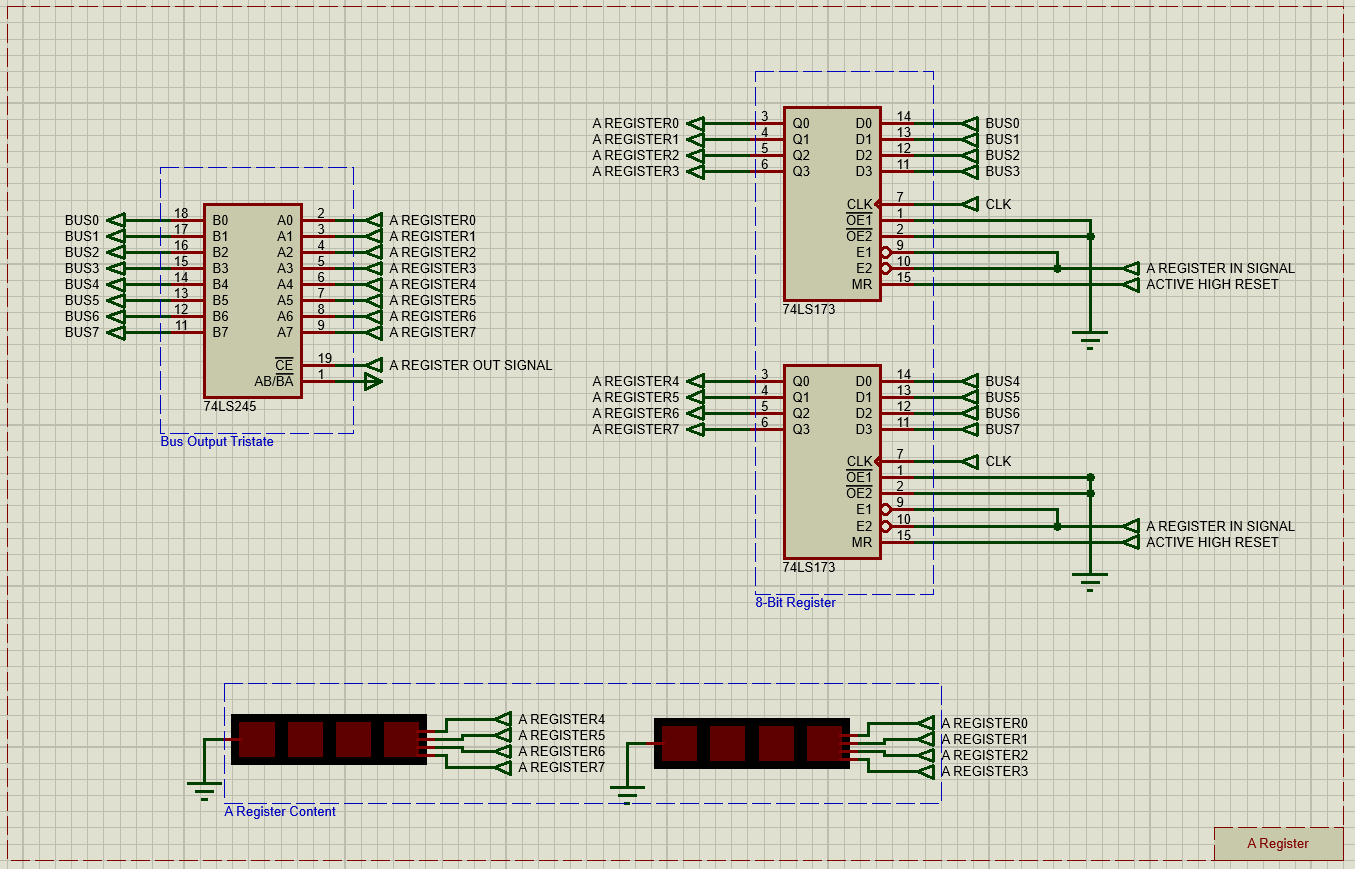 A REGISTER0 3 Q0 D0 14 BUS0
A REGISTER1 4 Q1 D1 13 BUS1
A REGISTER2 5 Q2 D2 12 BUS2
A REGISTER3 6 Q3 D3 11 BUS3
CLK 7 CLK
OE1 1
OE2 2
E1 9
E2 10 A REGISTER IN SIGNAL
MR 15 ACTIVE HIGH RESET
74LS173
BUS0 18 B0 A0 2 A REGISTER0
BUS1 17 B1 A1 3 A REGISTER1
BUS2 16 B2 A2 4 A REGISTER2
BUS3 15 B3 A3 5 A REGISTER3
BUS4 14 B4 A4 6 A REGISTER4
BUS5 13 B5 A5 7 A REGISTER5
BUS6 12 B6 A6 8 A REGISTER6
BUS7 11 B7 A7 9 A REGISTER7
CE 19 A REGISTER OUT SIGNAL
AB/BA 1
74LS245
Bus Output Tristate
A REGISTER4 3 Q0 D0 14 BUS4
A REGISTER5 4 Q1 D1 13 BUS5
A REGISTER6 5 Q2 D2 12 BUS6
A REGISTER7 6 Q3 D3 11 BUS7
CLK 7 CLK
OE1 1
OE2 2
E1 9
E2 10 A REGISTER IN SIGNAL
MR 15 ACTIVE HIGH RESET
74LS173
8-Bit Register
A REGISTER4
A REGISTER5
A REGISTER6
A REGISTER7
A REGISTER0
A REGISTER1
A REGISTER2
A REGISTER3
A Register Content
A Register